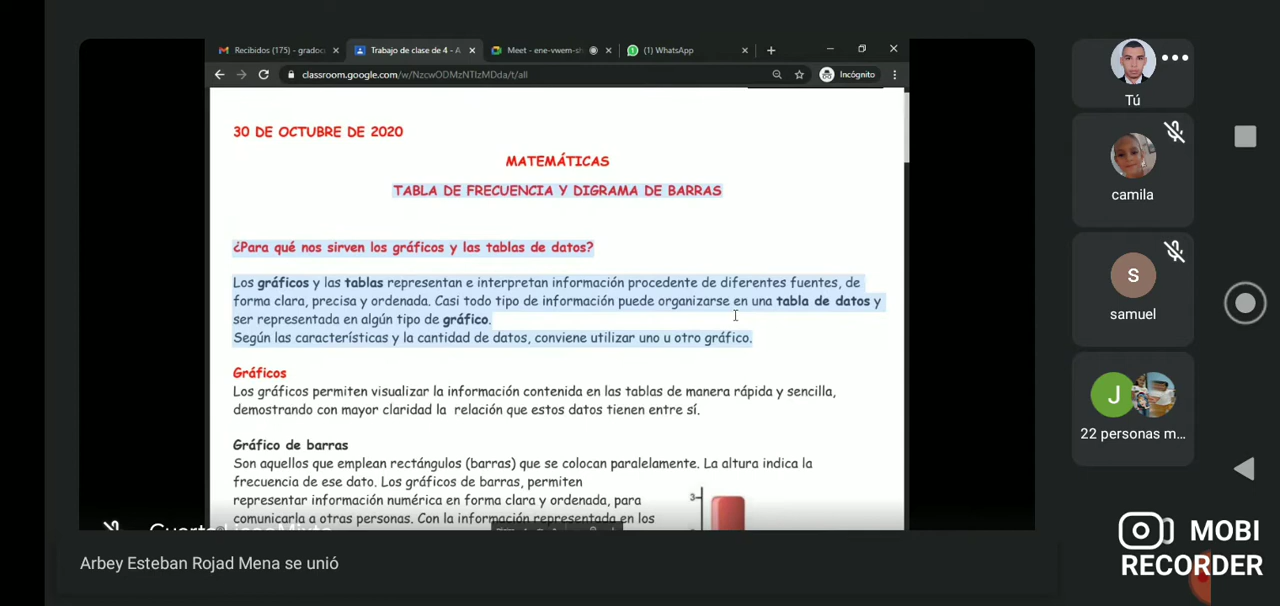 Recibidos (175) - gradoc
Trabajo de clase de 4 - A
Meet - ene-vwem-s
(1) WhatsApp
classroom.google.com/w/NzcwODMzNTIzMDda/t/all
Incógnito
30 DE OCTUBRE DE 2020
MATEMÁTICAS
TABLA DE FRECUENCIA Y DIGRAMA DE BARRAS
¿Para qué nos sirven los gráficos y las tablas de datos?
Los gráficos y las tablas representan e interpretan información procedente de diferentes fuentes, de
forma clara, precisa y ordenada. Casi todo tipo de información puede organizarse en una tabla de datos y
ser representada en algún tipo de gráfico.
Según las características y la cantidad de datos, conviene utilizar uno u otro gráfico.
Gráficos
Los gráficos permiten visualizar la información contenida en las tablas de manera rápida y sencilla,
demostrando con mayor claridad la relación que estos datos tienen entre sí.
Gráfico de barras
Son aquellos que emplean rectángulos (barras) que se colocan paralelamente. La altura indica la
frecuencia de ese dato. Los gráficos de barras, permiten
representar información numérica en forma clara y ordenada, para
comunicarla a otras personas. Con la información representada en los
3
Arbey Esteban Rojad Mena se unió
Tú
camila
S
samuel
J
22 personas m...
MOBI
RECORDER